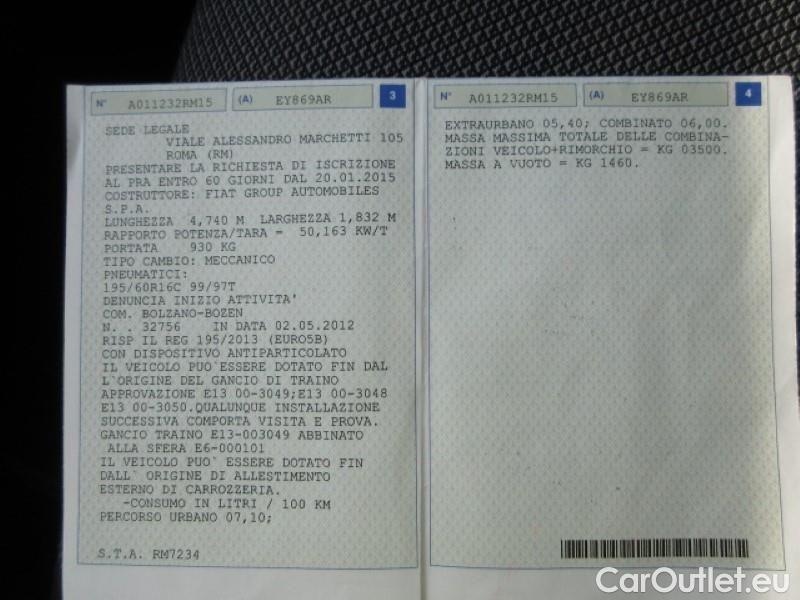 N° A011232RM15 (A) EY869AR 3
SEDE LEGALE
VIALE ALESSANDRO MARCHETTI 105
ROMA (RM)
PRESENTARE LA RICHIESTA DI ISCRIZIONE
AL PRA ENTRO 60 GIORNI DAL 20.01.2015
COSTRUTTORE: FIAT GROUP AUTOMOBILES
S.P.A.
LUNGHEZZA 4,740 M LARGHEZZA 1,832 M
RAPPORTO POTENZA/TARA = 50,163 KW/T
PORTATA 930 KG
TIPO CAMBIO: MECCANICO
PNEUMATICI:
195/60R16C 99/97T
DENUNCIA INIZIO ATTIVITA'
COM. BOLZANO-BOZEN
N. . 32756 IN DATA 02.05.2012
RISP IL REG 195/2013 (EURO5B)
CON DISPOSITIVO ANTIPARTICOLATO
IL VEICOLO PUO`ESSERE DOTATO FIN DAL
L`ORIGINE DEL GANCIO DI TRAINO
APPROVAZIONE E13 00-3049;E13 00-3048
E13 00-3050.QUALUNQUE INSTALLAZIONE
SUCCESSIVA COMPORTA VISITA E PROVA.
GANCIO TRAINO E13-003049 ABBINATO
ALLA SFERA E6-000101
IL VEICOLO PUO` ESSERE DOTATO FIN
DALL` ORIGINE DI ALLESTIMENTO
ESTERNO DI CARROZZERIA.
-CONSUMO IN LITRI / 100 KM
PERCORSO URBANO 07,10;
S.T.A. RM7234
N° A011232RM15 (A) EY869AR 4
EXTRAURBANO 05,40; COMBINATO 06,00.
MASSA MASSIMA TOTALE DELLE COMBINA-
ZIONI VEICOLO+RIMORCHIO = KG 03500.
MASSA A VUOTO = KG 1460.
CarOutlet.eu